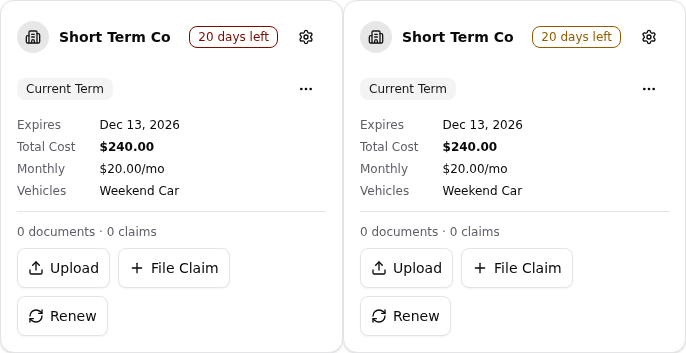 Short Term Co
20 days left
Current Term
Expires Dec 13, 2026
Total Cost $240.00
Monthly $20.00/mo
Vehicles Weekend Car
0 documents · 0 claims
Upload
File Claim
Renew
Short Term Co
20 days left
Current Term
Expires Dec 13, 2026
Total Cost $240.00
Monthly $20.00/mo
Vehicles Weekend Car
0 documents · 0 claims
Upload
File Claim
Renew